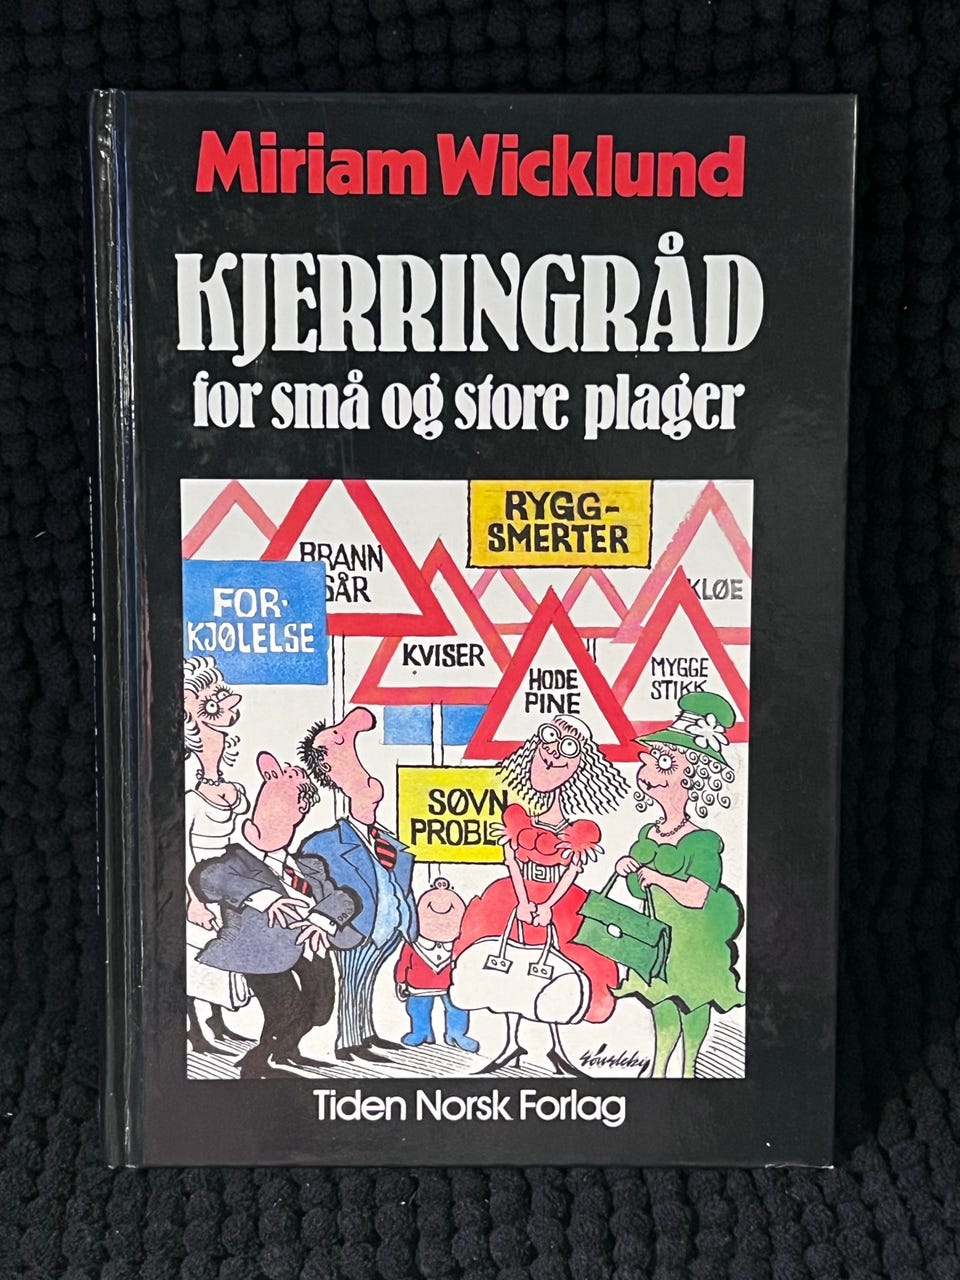 Miriam Wicklund
KJERRINGRÅD
for små og store plager
RYGG-
SMERTER
BRANN
SÅR
KLØE
FOR-
KJØLELSE
KVISER
HODE
PINE
MYGGE
STIKK
SØVN
PROBL
Tiden Norsk Forlag